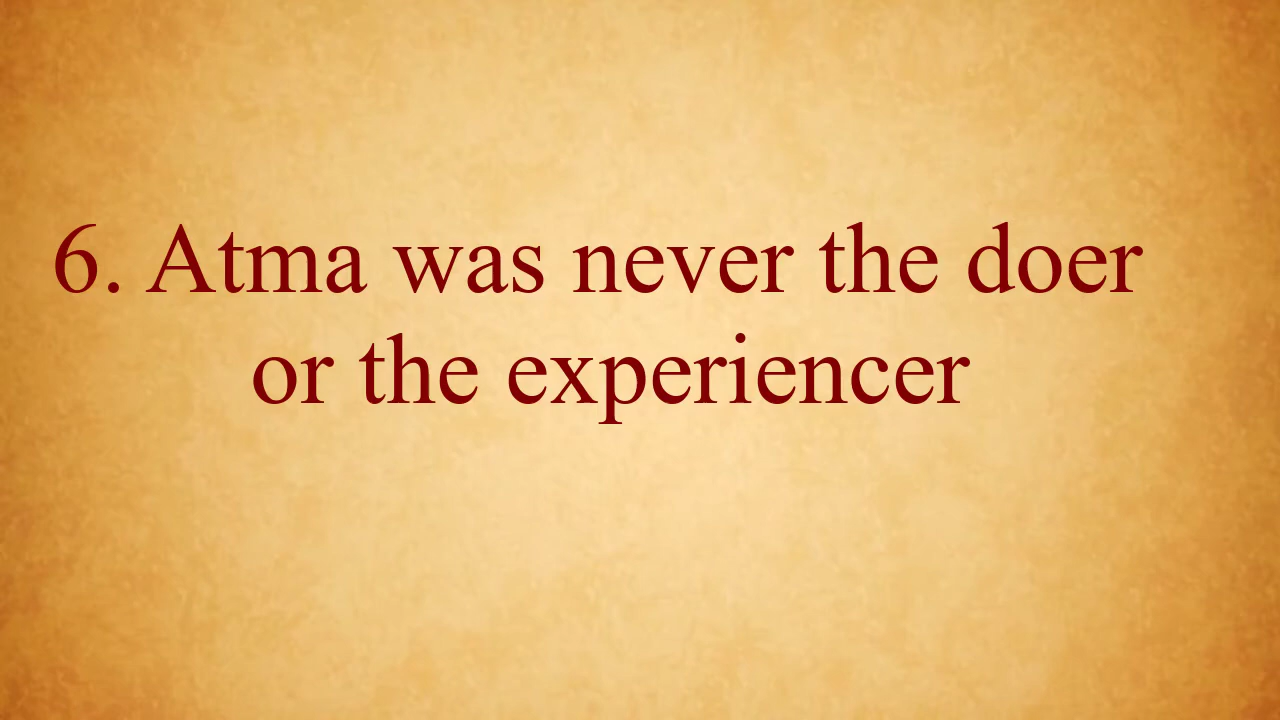 6. Atma was never the doer
or the experiencer